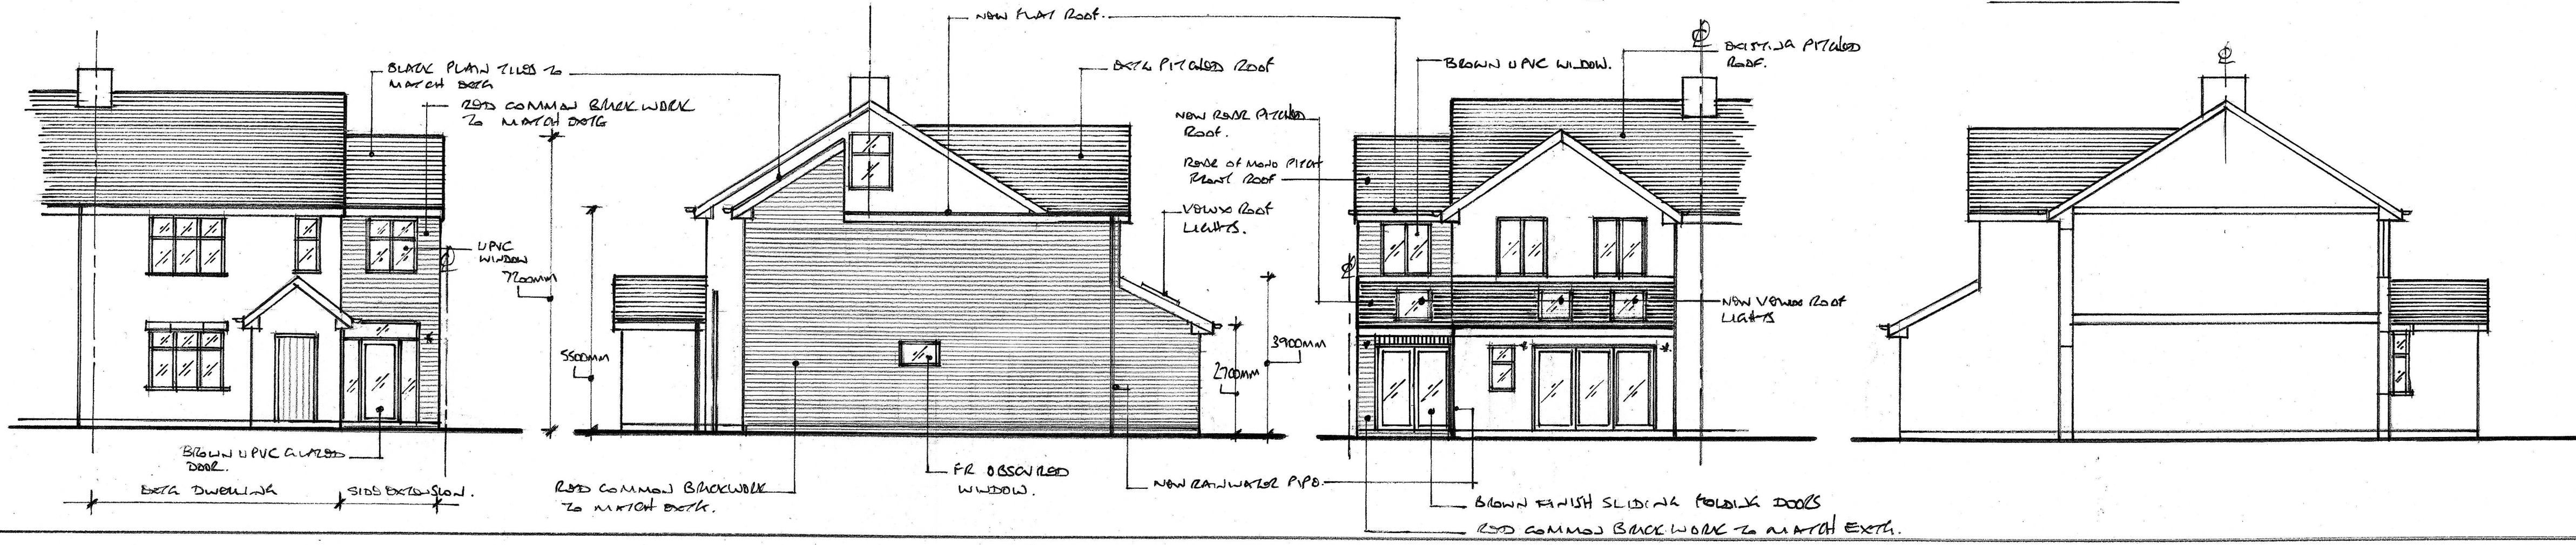 BLACK PLAIN TILES TO
MATCH EXTG
RED COMMON BRICKWORK
TO MATCH EXTG
UPVC
WINDOW
7200MM
BROWN UPVC GLAZED
DOOR.
EXTG DWELLING
SIDE EXTENSION.
NEW FLAT ROOF.
EXTG PITCHED ROOF
VELUX ROOF
LIGHTS.
5500MM
2700MM
3900MM
RED COMMON BRICKWORK
TO MATCH EXTG.
FR OBSCURED
WINDOW.
NEW RAINWATER PIPE.
NEW REAR PITCHED
ROOF.
REAR OF MONO PITCH
FRONT ROOF
BROWN UPVC WINDOW.
EXISTING PITCHED
ROOF.
NEW VELUX ROOF
LIGHTS
BROWN FINISH SLIDING FOLDING DOORS
RED COMMON BRICKWORK TO MATCH EXTG.